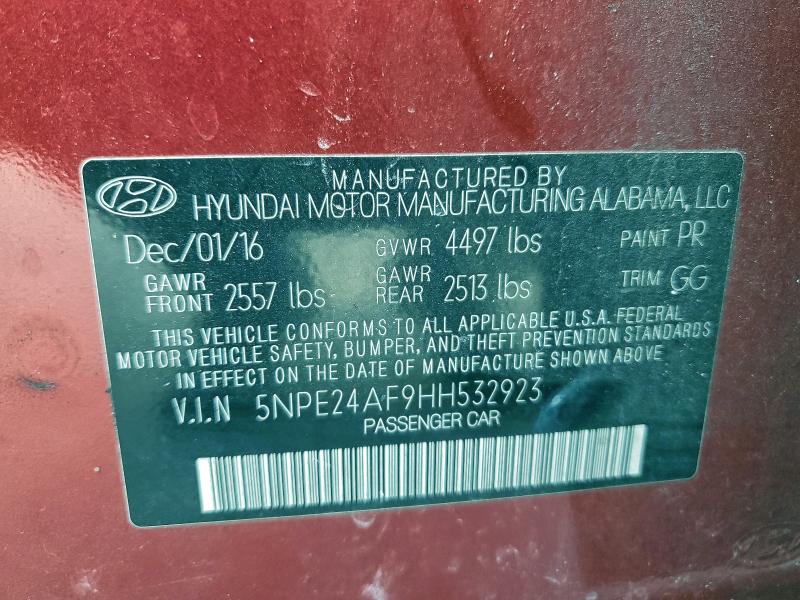 MANUFACTURED BY
HYUNDAI MOTOR MANUFACTURING ALABAMA, LLC
Dec/01/16 GVWR 4497 lbs PAINT PR
GAWR FRONT 2557 lbs GAWR REAR 2513 lbs TRIM GG
THIS VEHICLE CONFORMS TO ALL APPLICABLE U.S.A. FEDERAL
MOTOR VEHICLE SAFETY, BUMPER, AND THEFT PREVENTION STANDARDS
IN EFFECT ON THE DATE OF MANUFACTURE SHOWN ABOVE
V.I.N 5NPE24AF9HH532923
PASSENGER CAR